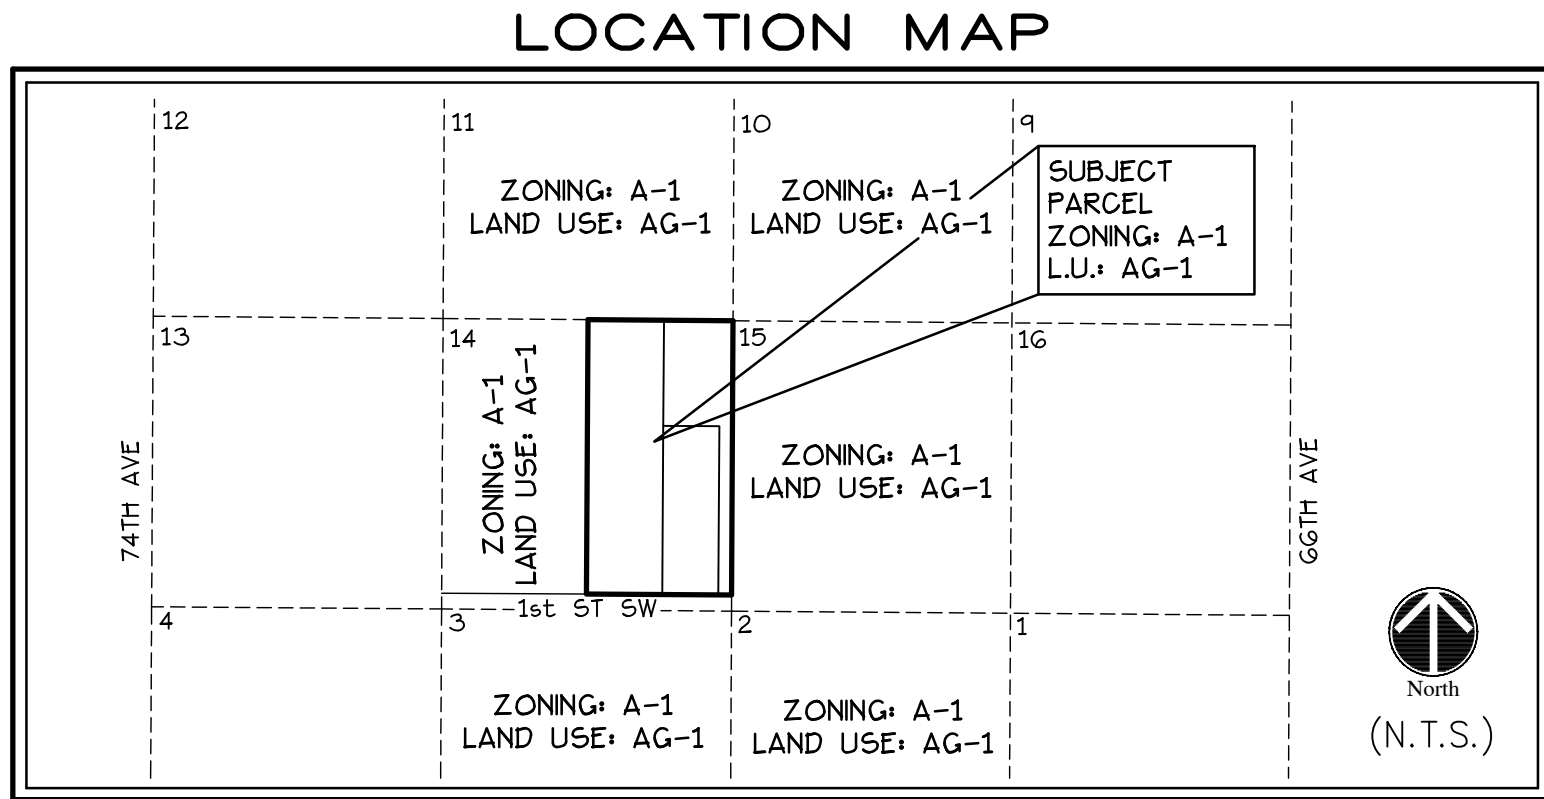 LOCATION MAP
12
11
10
9
ZONING: A-1
LAND USE: AG-1
ZONING: A-1
LAND USE: AG-1
SUBJECT
PARCEL
ZONING: A-1
L.U.: AG-1
13
14
15
16
74TH AVE
ZONING: A-1
LAND USE: AG-1
ZONING: A-1
LAND USE: AG-1
66TH AVE
4
3
1st ST SW
2
1
ZONING: A-1
LAND USE: AG-1
ZONING: A-1
LAND USE: AG-1
North
(N.T.S.)